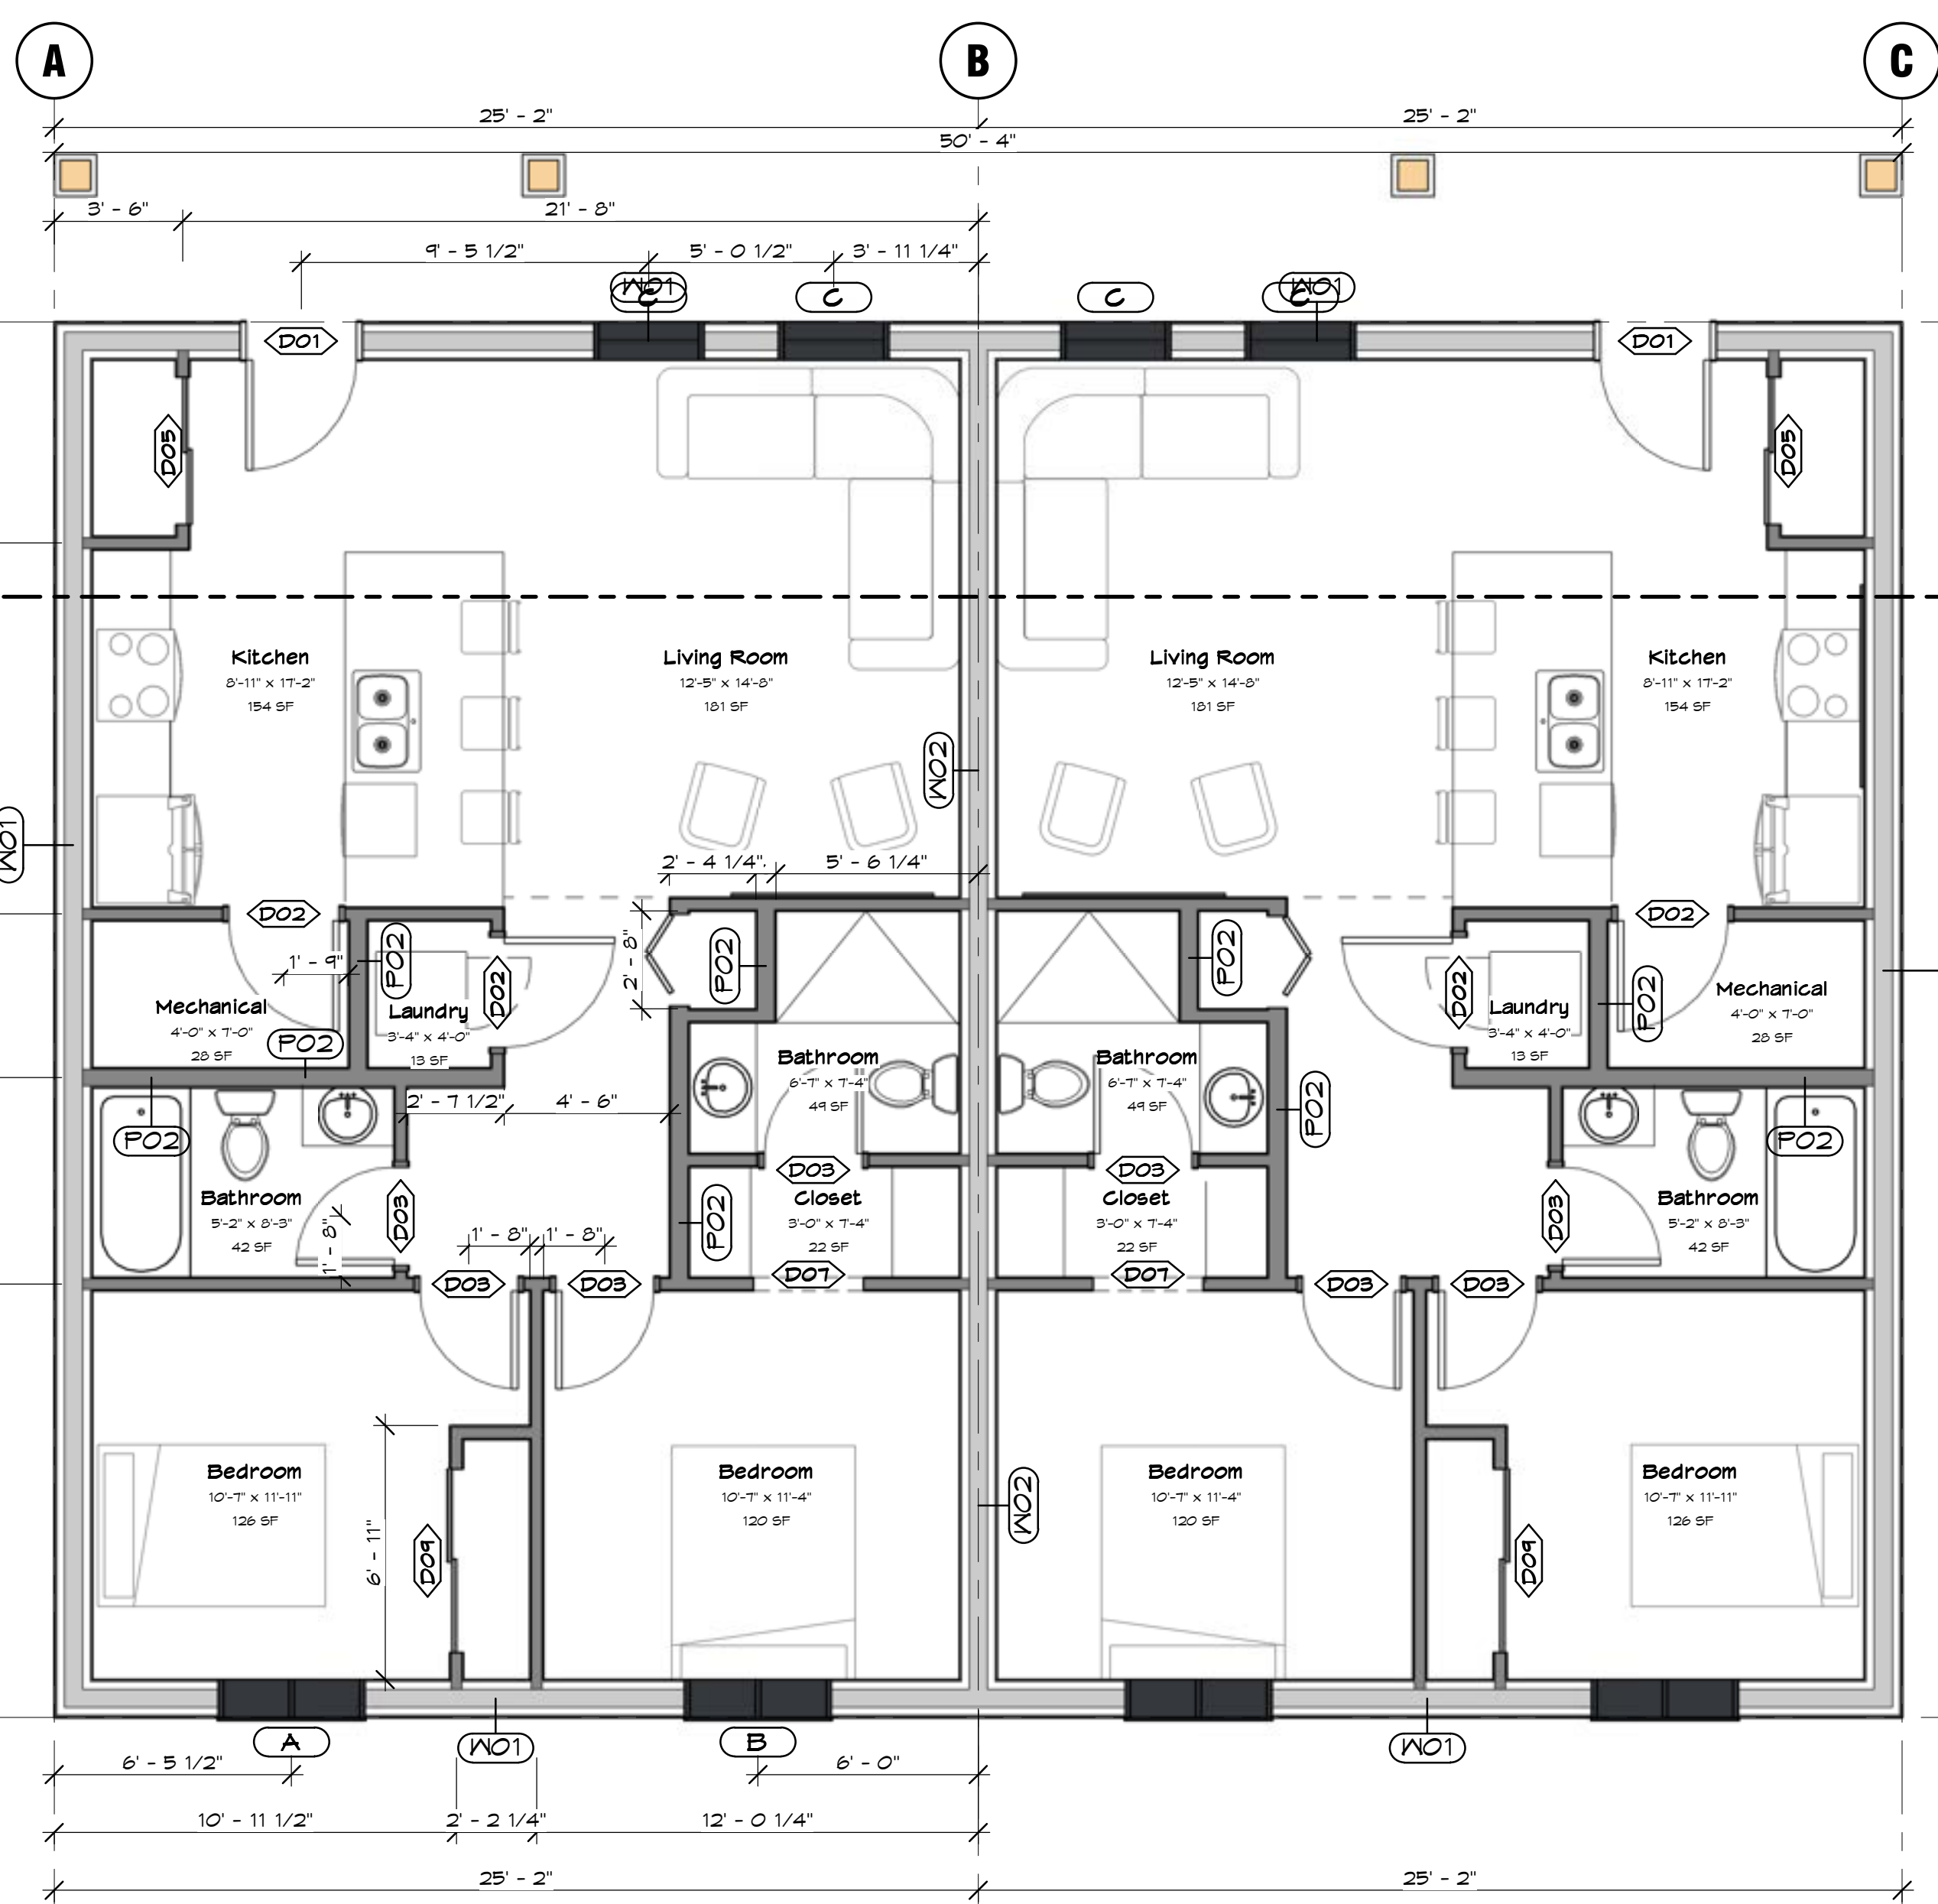 A
B
C
25' - 2"
25' - 2"
50' - 4"
3' - 6"
21' - 8"
9' - 5 1/2"
5' - 0 1/2"
3' - 11 1/4"
W01
C
C
C
C
W01
D01
D01
D05
D05
Kitchen
8'-11" x 17'-2"
154 SF
Living Room
12'-5" x 14'-8"
181 SF
Living Room
12'-5" x 14'-8"
181 SF
Kitchen
8'-11" x 17'-2"
154 SF
W02
W01
2' - 4 1/4"
5' - 6 1/4"
D02
D02
1' - 9"
P02
D02
2' - 8"
P02
P02
D02
P02
Mechanical
4'-0" x 7'-0"
28 SF
P02
Laundry
3'-4" x 4'-0"
13 SF
Laundry
3'-4" x 4'-0"
13 SF
Mechanical
4'-0" x 7'-0"
28 SF
Bathroom
6'-7" x 7'-4"
49 SF
Bathroom
6'-7" x 7'-4"
49 SF
2' - 7 1/2"
4' - 6"
P02
P02
P02
D03
D03
Bathroom
5'-2" x 8'-3"
42 SF
D03
P02
Closet
3'-0" x 7'-4"
22 SF
Closet
3'-0" x 7'-4"
22 SF
D03
Bathroom
5'-2" x 8'-3"
42 SF
1' - 8"
1' - 8"
1' - 8"
D03
D03
D07
D07
D03
D03
Bedroom
10'-7" x 11'-11"
126 SF
Bedroom
10'-7" x 11'-4"
120 SF
Bedroom
10'-7" x 11'-4"
120 SF
Bedroom
10'-7" x 11'-11"
126 SF
W02
6' - 11"
D09
D09
A
W01
B
W01
6' - 5 1/2"
6' - 0"
10' - 11 1/2"
2' - 2 1/4"
12' - 0 1/4"
25' - 2"
25' - 2"